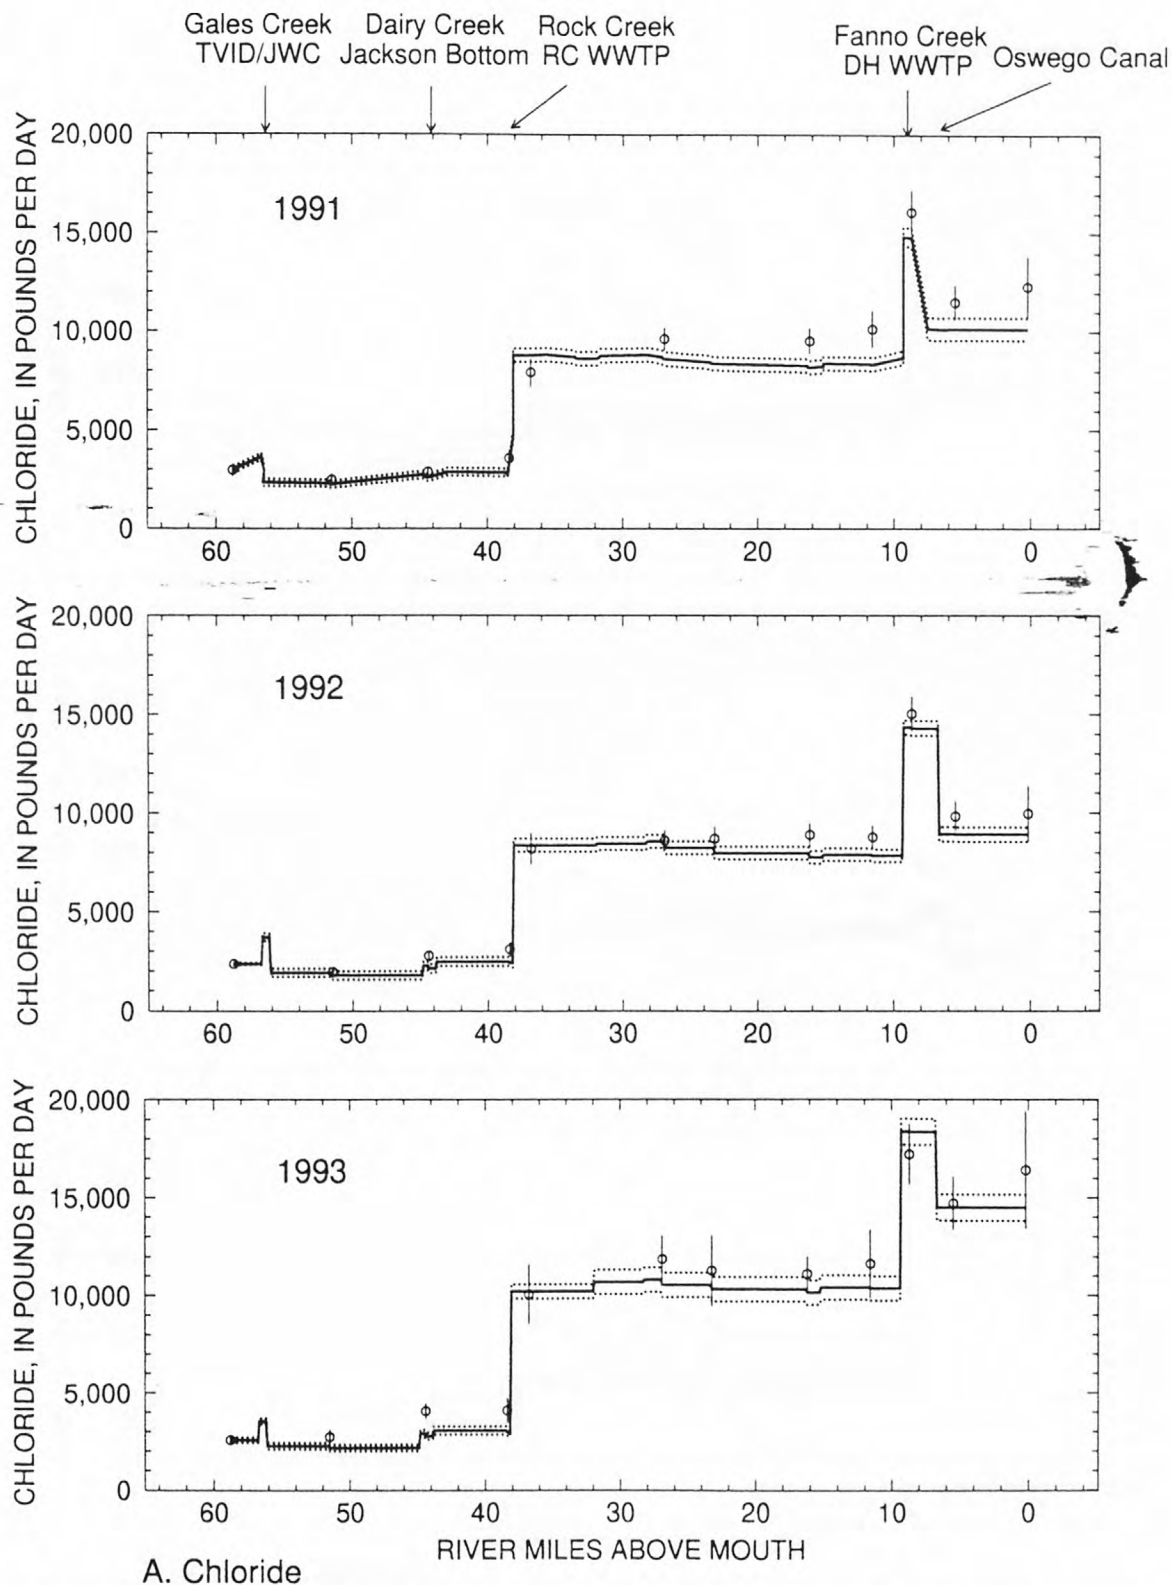 Gales Creek
TVID/JWC
Dairy Creek
Jackson Bottom
Rock Creek
RC WWTP
Fanno Creek
DH WWTP
Oswego Canal
CHLORIDE, IN POUNDS PER DAY
20,000
15,000
10,000
5,000
0
1991
60 50 40 30 20 10 0
CHLORIDE, IN POUNDS PER DAY
20,000
15,000
10,000
5,000
0
1992
60 50 40 30 20 10 0
CHLORIDE, IN POUNDS PER DAY
20,000
15,000
10,000
5,000
0
1993
60 50 40 30 20 10 0
RIVER MILES ABOVE MOUTH
A. Chloride